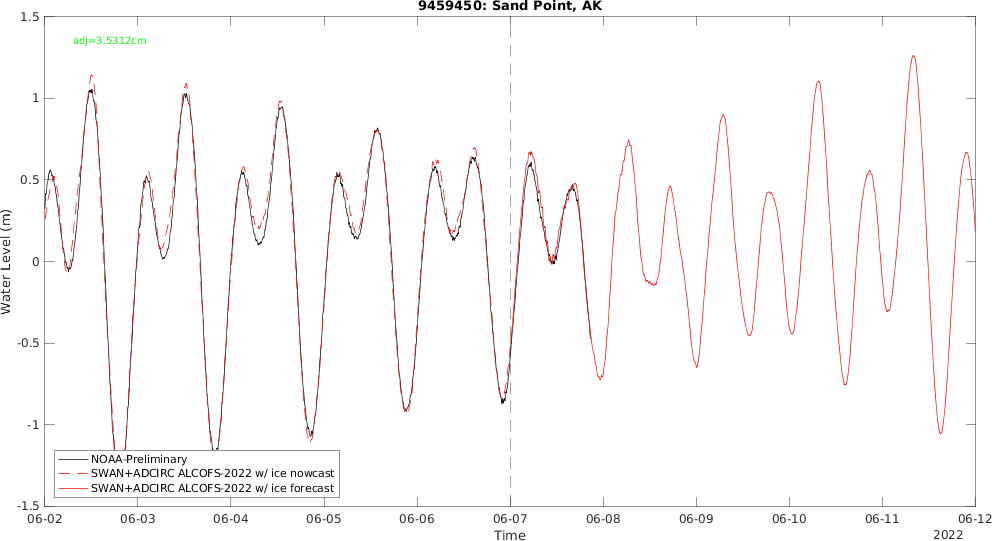 9459450: Sand Point, AK
adj=3.5312cm
Water Level (m)
1.5
1
0.5
0
-0.5
-1
-1.5
NOAA-Preliminary
SWAN+ADCIRC ALCOFS-2022 w/ ice nowcast
SWAN+ADCIRC ALCOFS-2022 w/ ice forecast
06-02 06-03 06-04 06-05 06-06 06-07 06-08 06-09 06-10 06-11 06-12
Time
2022